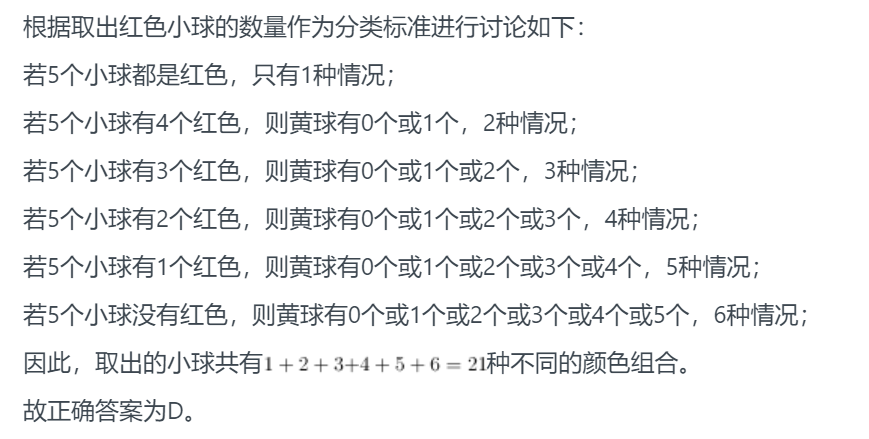 根据取出红色小球的数量作为分类标准进行讨论如下：
若5个小球都是红色，只有1种情况；
若5个小球有4个红色，则黄球有0个或1个，2种情况；
若5个小球有3个红色，则黄球有0个或1个或2个，3种情况；
若5个小球有2个红色，则黄球有0个或1个或2个或3个，4种情况；
若5个小球有1个红色，则黄球有0个或1个或2个或3个或4个，5种情况；
若5个小球没有红色，则黄球有0个或1个或2个或3个或4个或5个，6种情况；
因此，取出的小球共有1 + 2 + 3+4 + 5 + 6 = 21种不同的颜色组合。
故正确答案为D。